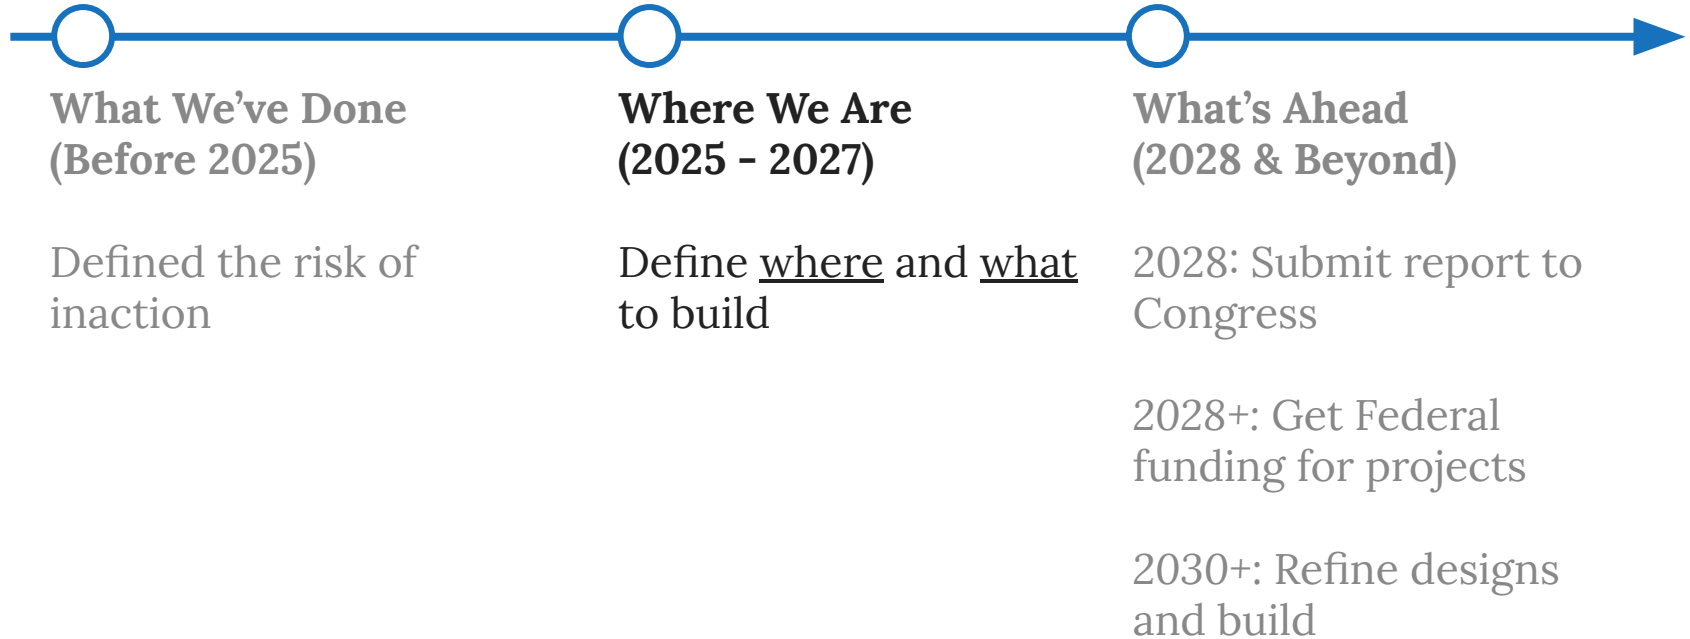 What We’ve Done
(Before 2025)
Defined the risk of
inaction
Where We Are
(2025 - 2027)
Define where and what
to build
What’s Ahead
(2028 & Beyond)
2028: Submit report to
Congress
2028+: Get Federal
funding for projects
2030+: Refine designs
and build